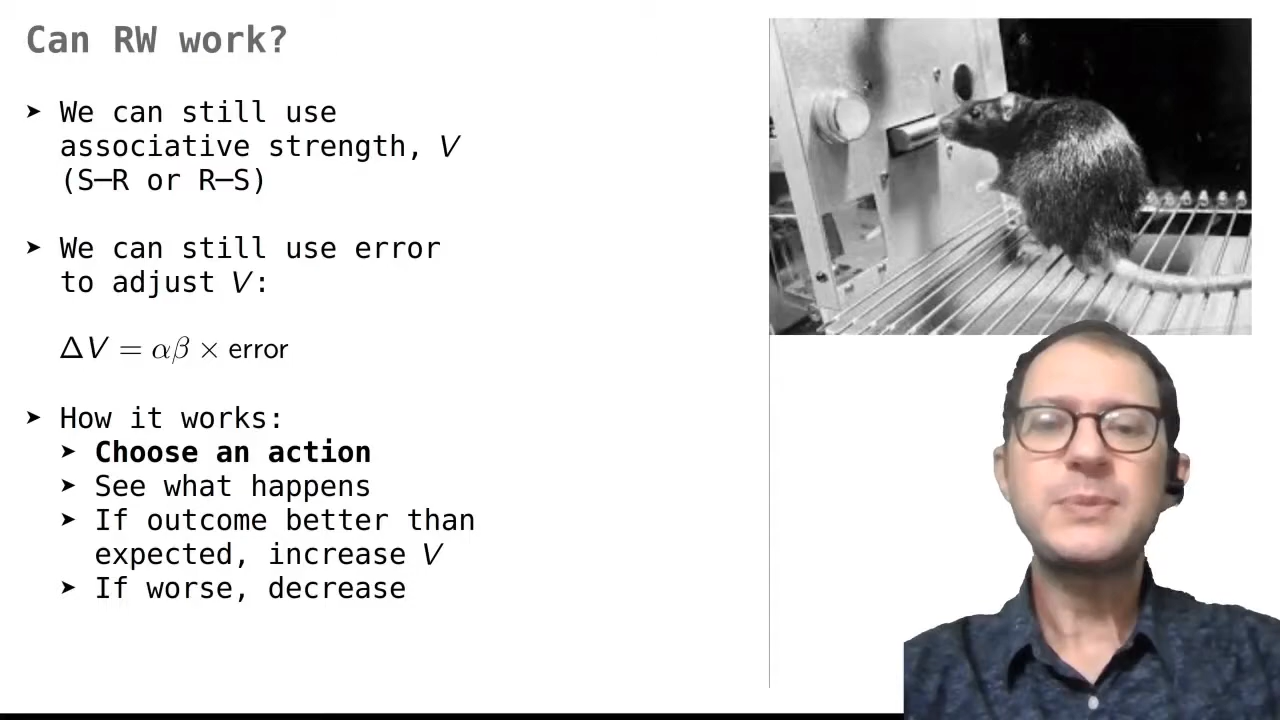 Can RW work?
➤ We can still use
associative strength, V
(S–R or R–S)
➤ We can still use error
to adjust V:
ΔV = αβ × error
➤ How it works:
➤ Choose an action
➤ See what happens
➤ If outcome better than
expected, increase V
➤ If worse, decrease